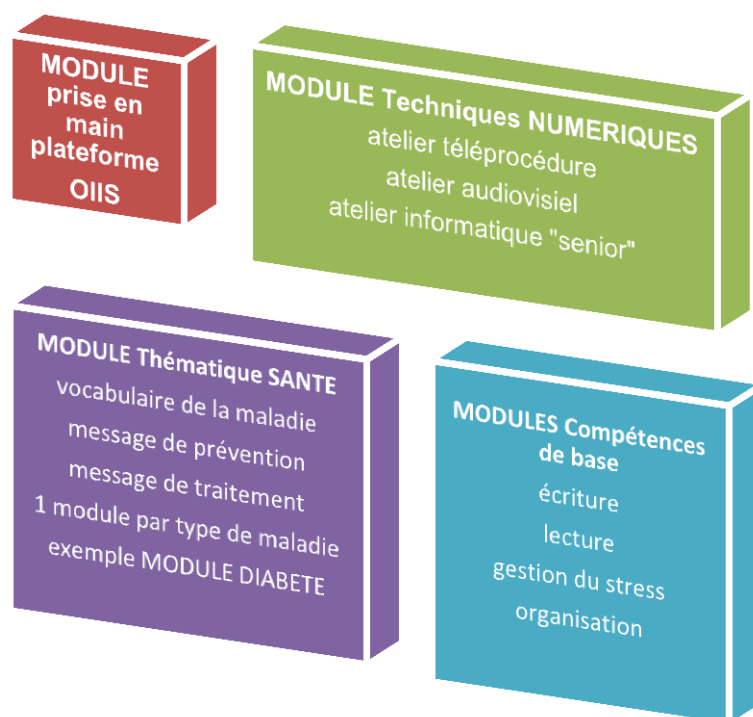 MODULE
prise en
main
plateforme
OIIS
MODULE Techniques NUMERIQUES
atelier téléprocédure
atelier audiovisiel
atelier informatique "senior"
MODULE Thématique SANTE
vocabulaire de la maladie
message de prévention
message de traitement
1 module par type de maladie
exemple MODULE DIABETE
MODULES Compétences
de base
écriture
lecture
gestion du stress
organisation